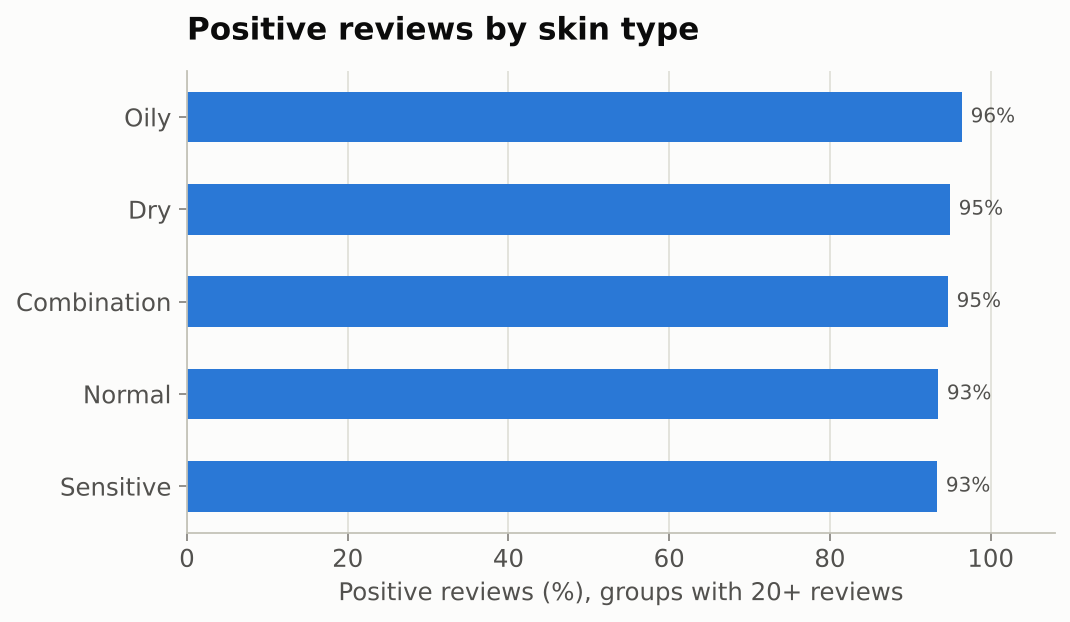 Positive reviews by skin type
Oily
96%
Dry
95%
Combination
95%
Normal
93%
Sensitive
93%
0 20 40 60 80 100
Positive reviews (%), groups with 20+ reviews